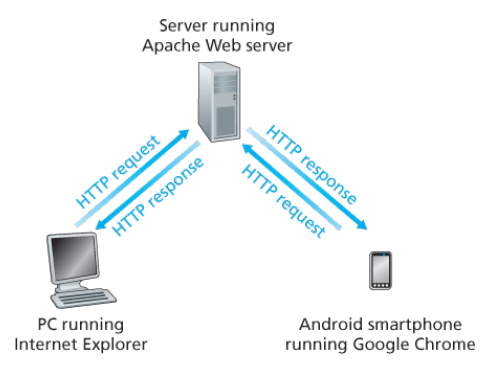 Server running
Apache Web server
HTTP request
HTTP response
HTTP response
HTTP request
PC running
Internet Explorer
Android smartphone
running Google Chrome